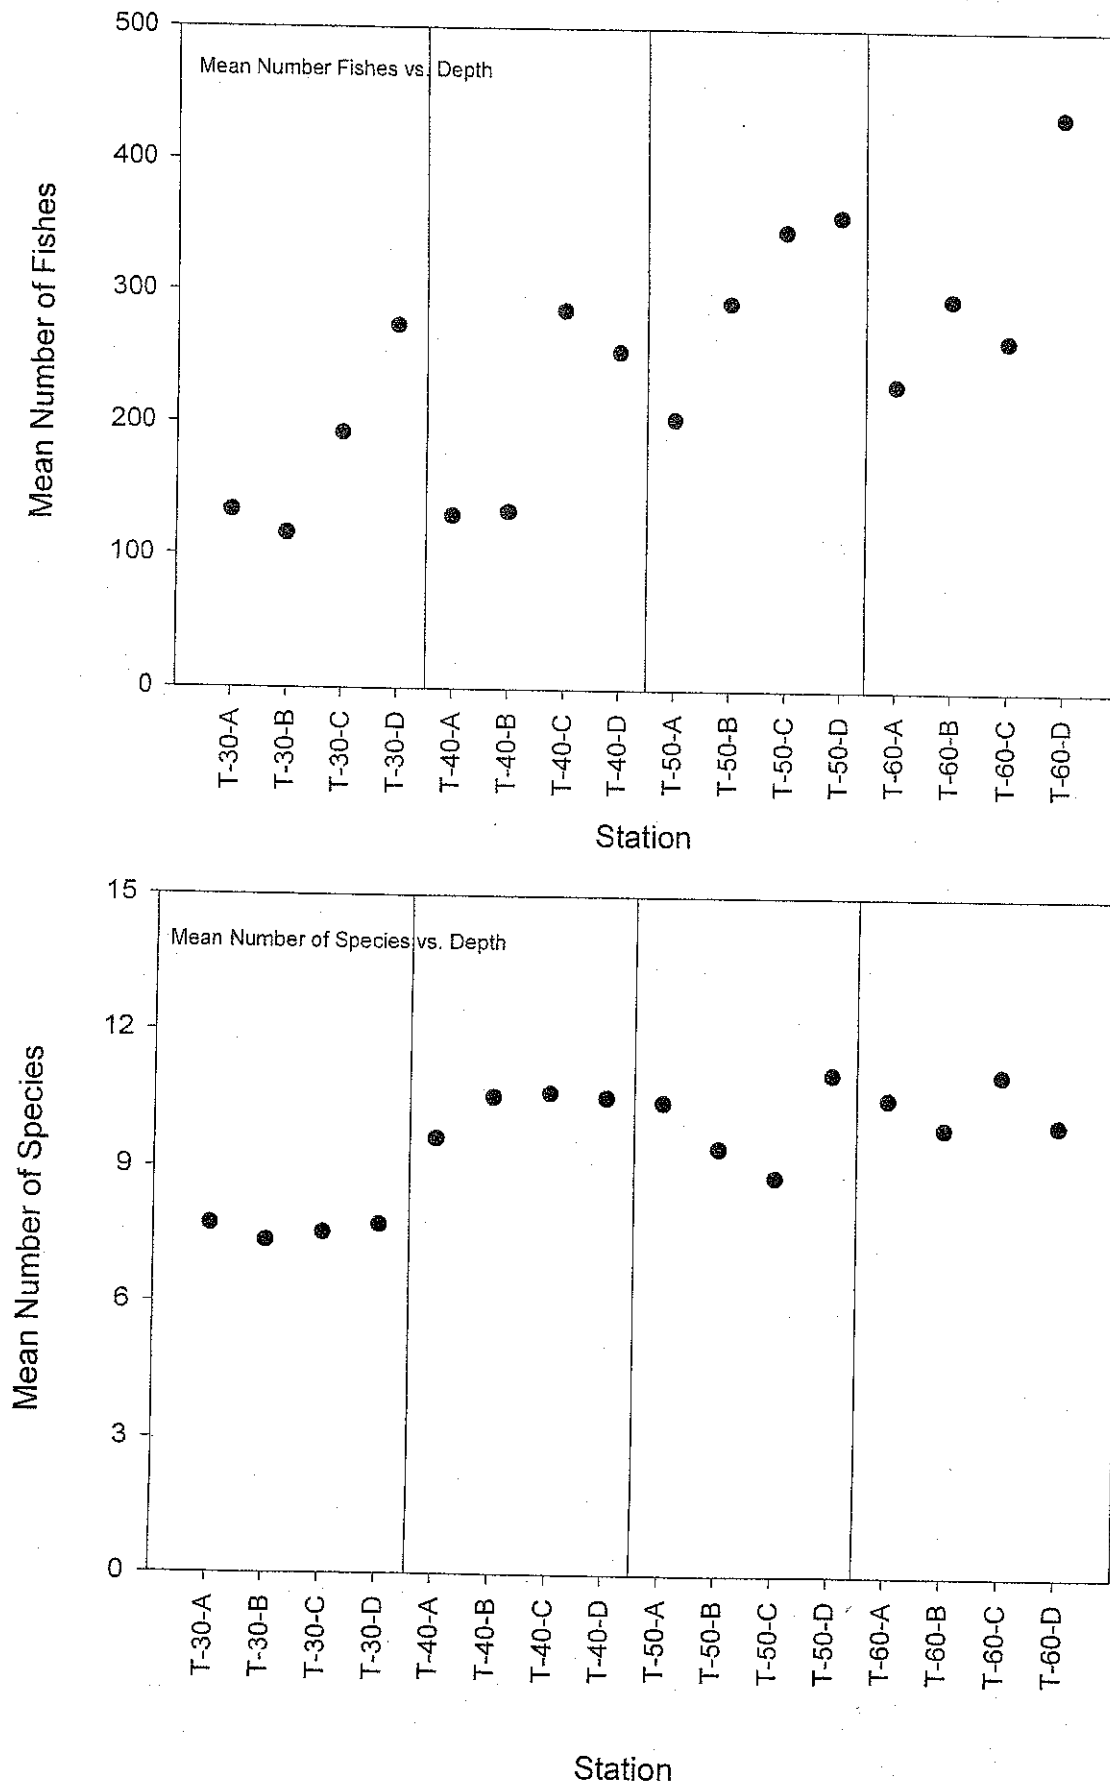 Mean Number Fishes vs. Depth
Mean Number of Fishes
500
400
300
200
100
0
T-30-A
T-30-B
T-30-C
T-30-D
T-40-A
T-40-B
T-40-C
T-40-D
T-50-A
T-50-B
T-50-C
T-50-D
T-60-A
T-60-B
T-60-C
T-60-D
Station
Mean Number of Species vs. Depth
Mean Number of Species
15
12
9
6
3
0
T-30-A
T-30-B
T-30-C
T-30-D
T-40-A
T-40-B
T-40-C
T-40-D
T-50-A
T-50-B
T-50-C
T-50-D
T-60-A
T-60-B
T-60-C
T-60-D
Station